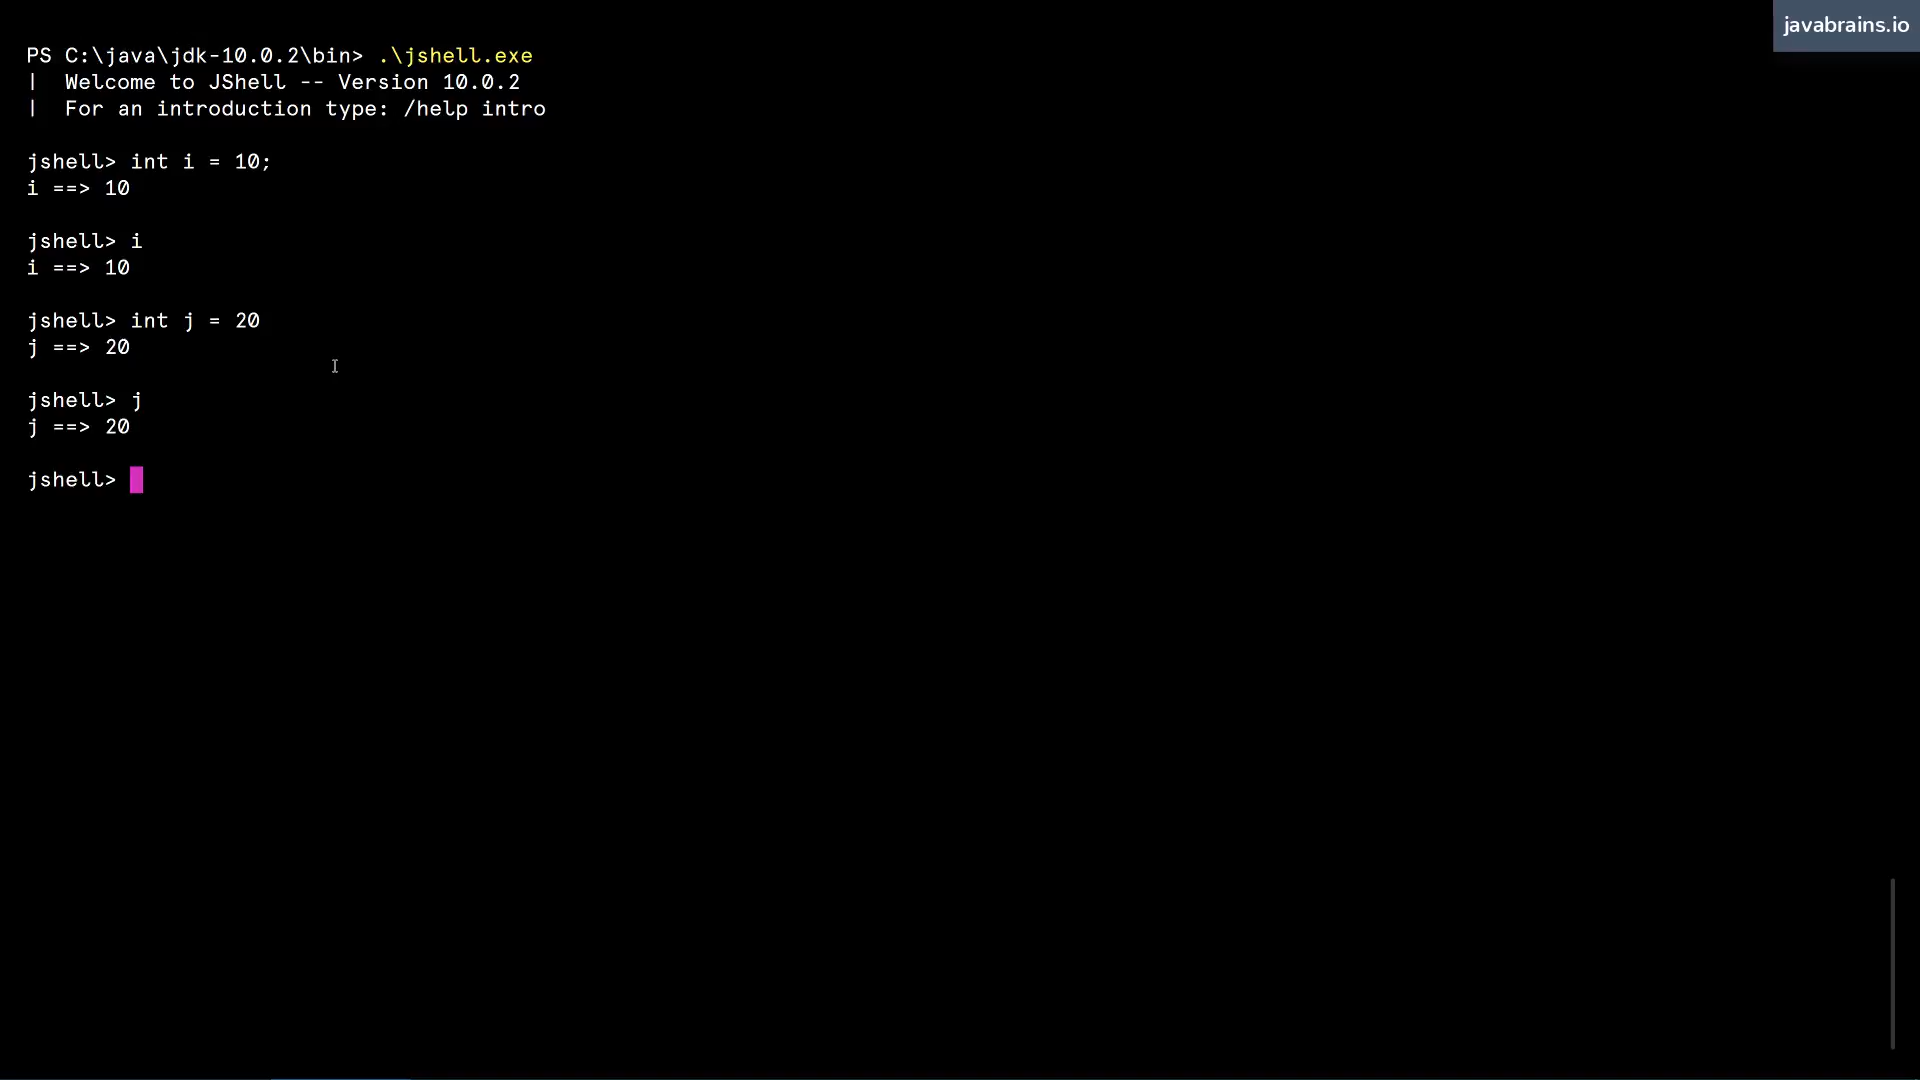 javabrains.io
PS C:\java\jdk-10.0.2\bin> .\jshell.exe
|  Welcome to JShell -- Version 10.0.2
|  For an introduction type: /help intro
jshell> int i = 10;
i ==> 10
jshell> i
i ==> 10
jshell> int j = 20
j ==> 20
jshell> j
j ==> 20
jshell>